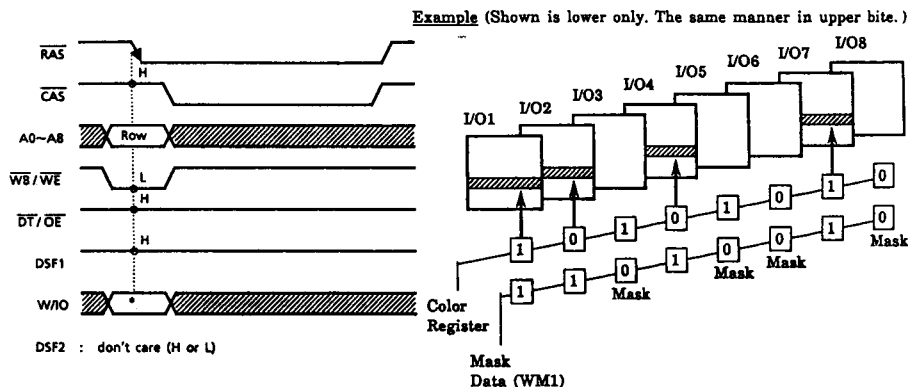 Example (Shown is lower only. The same manner in upper bite.)
RAS
H
CAS
A0~A8
Row
WB/WE
L
H
DT/OE
H
DSF1
W/IO
DSF2 : don't care (H or L)
I/O1
I/O2
I/O3
I/O4
I/O5
I/O6
I/O7
I/O8
1
0
1
0
1
0
1
0
Color
Register
1
1
0
1
0
0
1
0
Mask
Mask
Mask
Mask
Mask
Data (WM1)